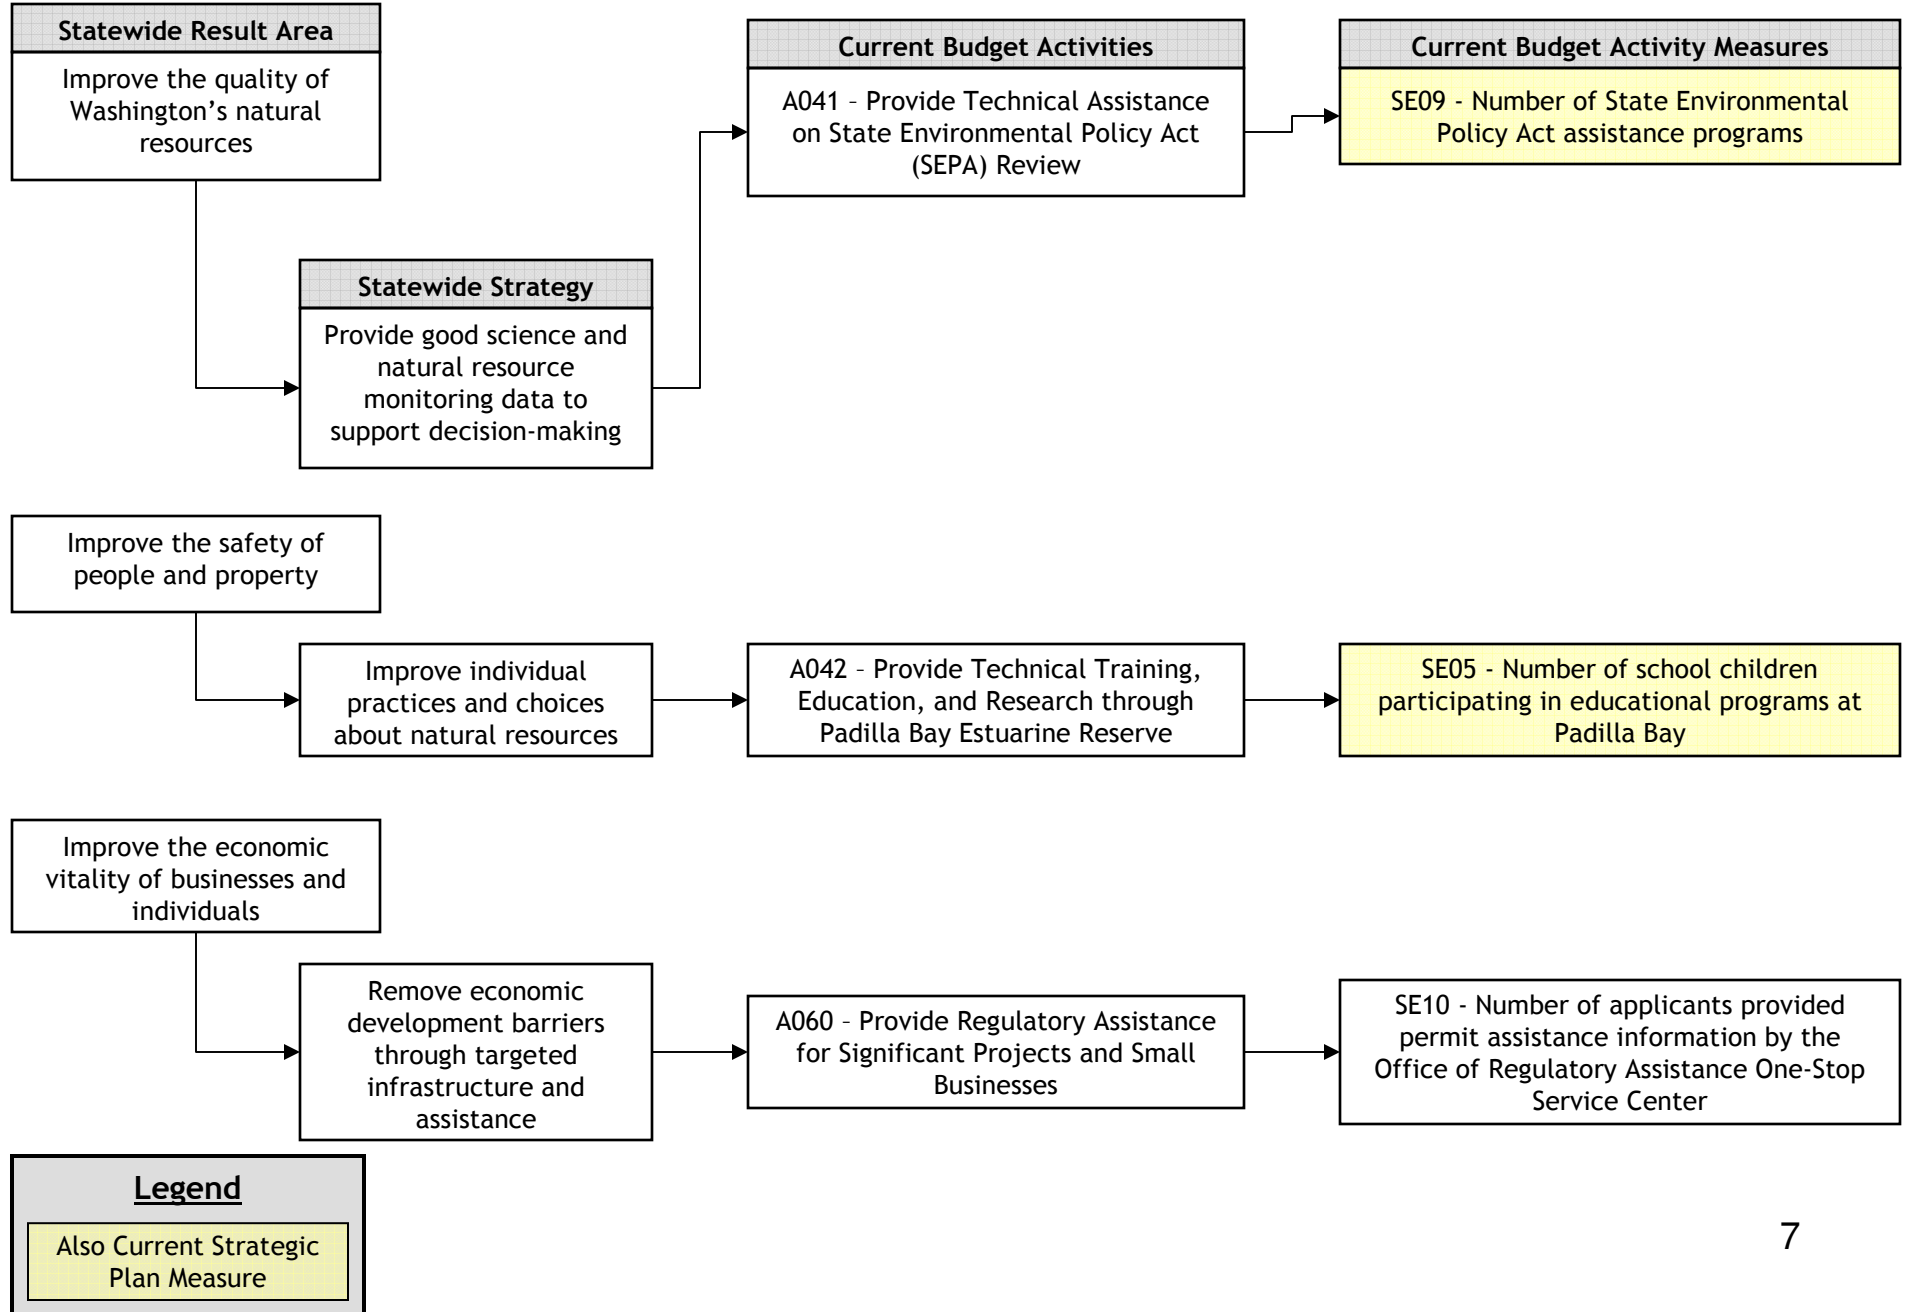 Statewide Result Area
Improve the quality of
Washington’s natural
resources
Statewide Strategy
Provide good science and
natural resource
monitoring data to
support decision-making
Current Budget Activities
A041 – Provide Technical Assistance
on State Environmental Policy Act
(SEPA) Review
Current Budget Activity Measures
SE09 - Number of State Environmental
Policy Act assistance programs
Improve the safety of
people and property
Improve individual
practices and choices
about natural resources
A042 – Provide Technical Training,
Education, and Research through
Padilla Bay Estuarine Reserve
SE05 - Number of school children
participating in educational programs at
Padilla Bay
Improve the economic
vitality of businesses and
individuals
Remove economic
development barriers
through targeted
infrastructure and
assistance
A060 – Provide Regulatory Assistance
for Significant Projects and Small
Businesses
SE10 - Number of applicants provided
permit assistance information by the
Office of Regulatory Assistance One-Stop
Service Center
Legend
Also Current Strategic
Plan Measure
7